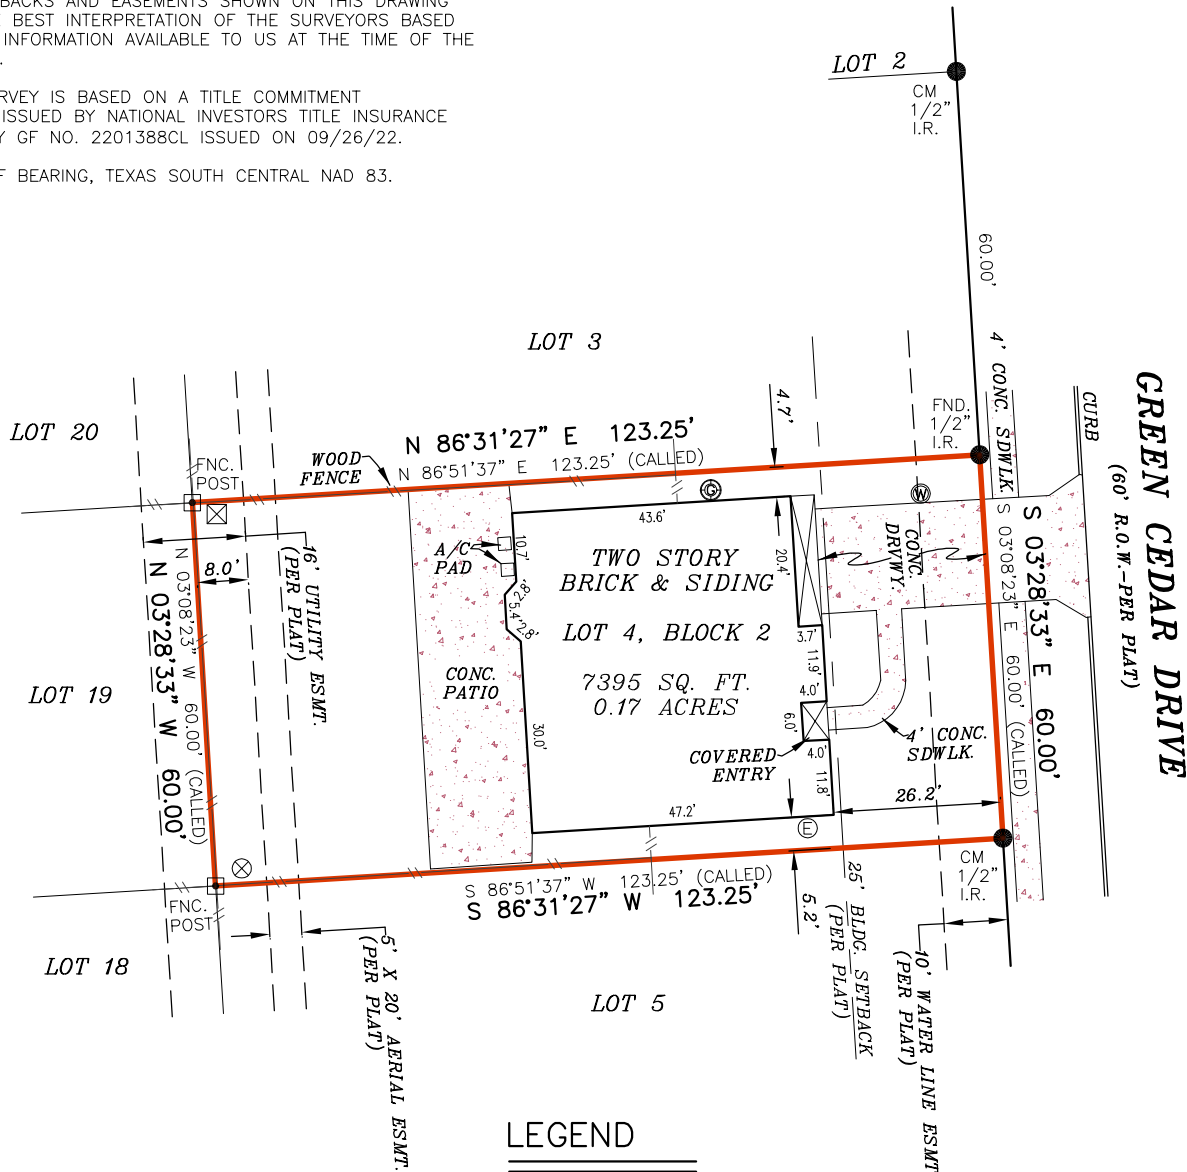 BACKS AND EASEMENTS SHOWN ON THIS DRAWING
BEST INTERPRETATION OF THE SURVEYORS BASED
INFORMATION AVAILABLE TO US AT THE TIME OF THE
RVEY IS BASED ON A TITLE COMMITMENT
ISSUED BY NATIONAL INVESTORS TITLE INSURANCE
Y GF NO. 2201388CL ISSUED ON 09/26/22.
F BEARING, TEXAS SOUTH CENTRAL NAD 83.
LOT 2
CM
1/2"
I.R.
60.00'
LOT 3
4' CONC. SDWLK.
CURB
GREEN CEDAR DRIVE
(60' R.O.W.-PER PLAT)
LOT 20
FNC.
POST
WOOD
FENCE
N 86°31'27" E 123.25'
N 86°51'37" E 123.25' (CALLED)
4.7'
FND.
1/2"
I.R.
G
W
43.6'
10.7'
A/C
PAD
2.8'
5.4'
2.8'
TWO STORY
BRICK & SIDING
20.4'
CONC.
DRVWY.
S 03°08'23" E 60.00' (CALLED)
S 03°28'33" E 60.00'
8.0'
16' UTILITY ESMT.
(PER PLAT)
N 03°08'23" W 60.00' (CALLED)
N 03°28'33" W 60.00'
LOT 4, BLOCK 2
3.7'
11.9'
LOT 19
CONC.
PATIO
7395 SQ. FT.
0.17 ACRES
4.0'
6.0'
30.0'
COVERED
ENTRY
4.0'
11.8'
4' CONC.
SDWLK.
26.2'
47.2'
E
CM
1/2"
I.R.
S 86°51'37" W 123.25' (CALLED)
S 86°31'27" W 123.25'
5.2'
FNC.
POST
LOT 18
5' X 20' AERIAL ESMT.
(PER PLAT)
LOT 5
25' BLDG. SETBACK
(PER PLAT)
10' WATER LINE ESMT
(PER PLAT)
LEGEND